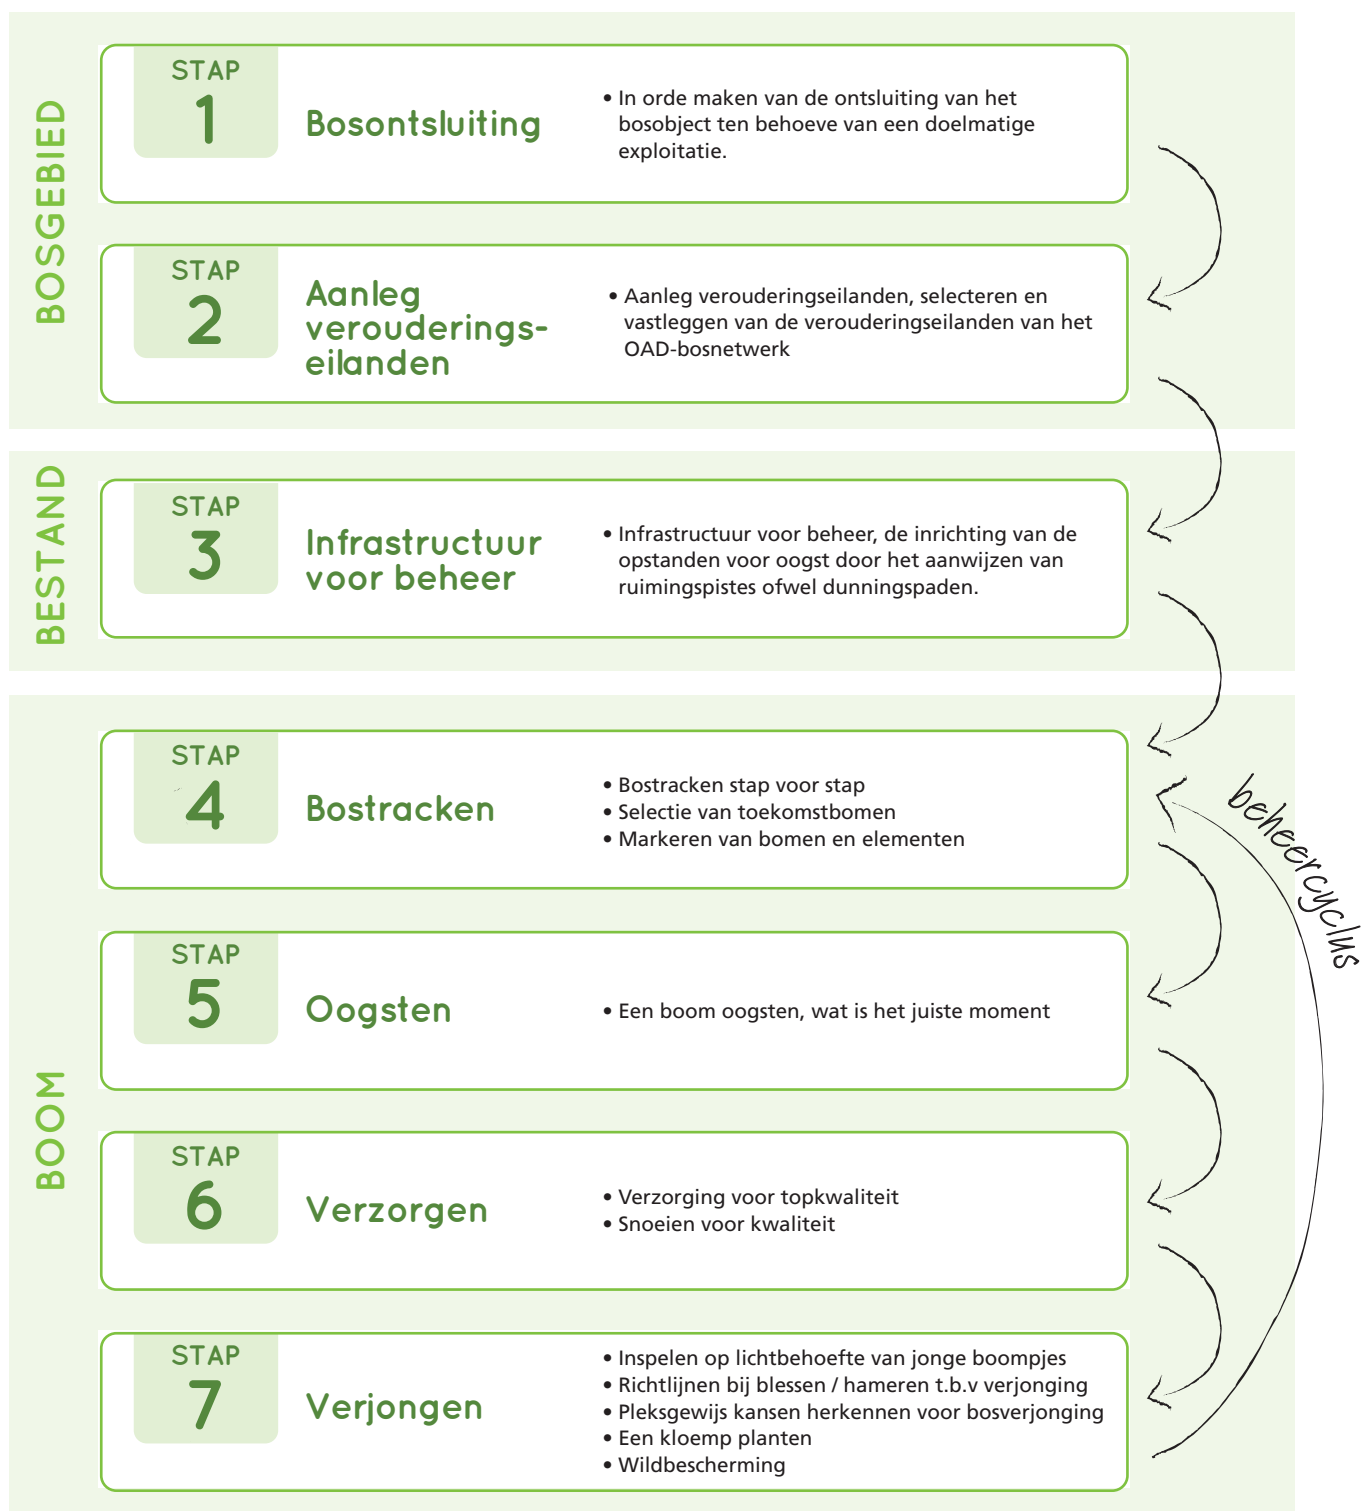 BOSGEBIED
STAP
1
Bosontsluiting
• In orde maken van de ontsluiting van het
bosobject ten behoeve van een doelmatige
exploitatie.
STAP
2
Aanleg
verouderings-
eilanden
• Aanleg verouderingseilanden, selecteren en
vastleggen van de verouderingseilanden van het
OAD-bosnetwerk
BESTAND
STAP
3
Infrastructuur
voor beheer
• Infrastructuur voor beheer, de inrichting van de
opstanden voor oogst door het aanwijzen van
ruimingspistes ofwel dunningspaden.
BOOM
STAP
4
Bostracken
• Bostracken stap voor stap
• Selectie van toekomstbomen
• Markeren van bomen en elementen
beheercyclus
STAP
5
Oogsten
• Een boom oogsten, wat is het juiste moment
STAP
6
Verzorgen
• Verzorging voor topkwaliteit
• Snoeien voor kwaliteit
STAP
7
Verjongen
• Inspelen op lichtbehoefte van jonge boompjes
• Richtlijnen bij blessen / hameren t.b.v verjonging
• Pleksgewijs kansen herkennen voor bosverjonging
• Een kloemp planten
• Wildbescherming